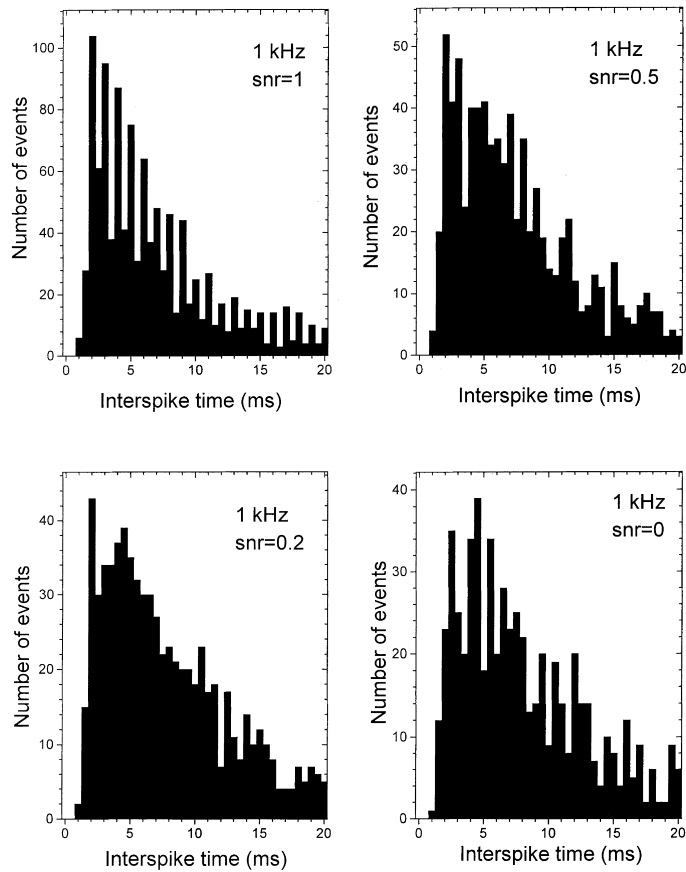 1 kHz
snr=1
Number of events
100
80
60
40
20
0
0 5 10 15 20
Interspike time (ms)
1 kHz
snr=0.5
Number of events
50
40
30
20
10
0
0 5 10 15 20
Interspike time (ms)
1 kHz
snr=0.2
Number of events
40
30
20
10
0
0 5 10 15 20
Interspike time (ms)
1 kHz
snr=0
Number of events
40
30
20
10
0
0 5 10 15 20
Interspike time (ms)